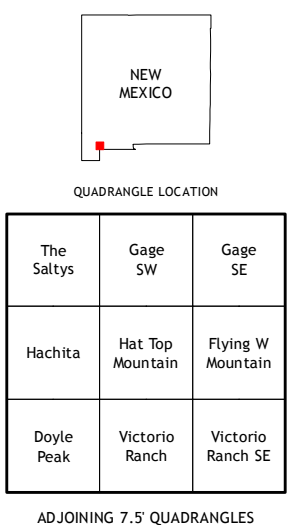 NEW
MEXICO
QUADRANGLE LOCATION
The
Saltys
Gage
SW
Gage
SE
Hachita
Hat Top
Mountain
Flying W
Mountain
Doyle
Peak
Victorio
Ranch
Victorio
Ranch SE
ADJOINING 7.5' QUADRANGLES